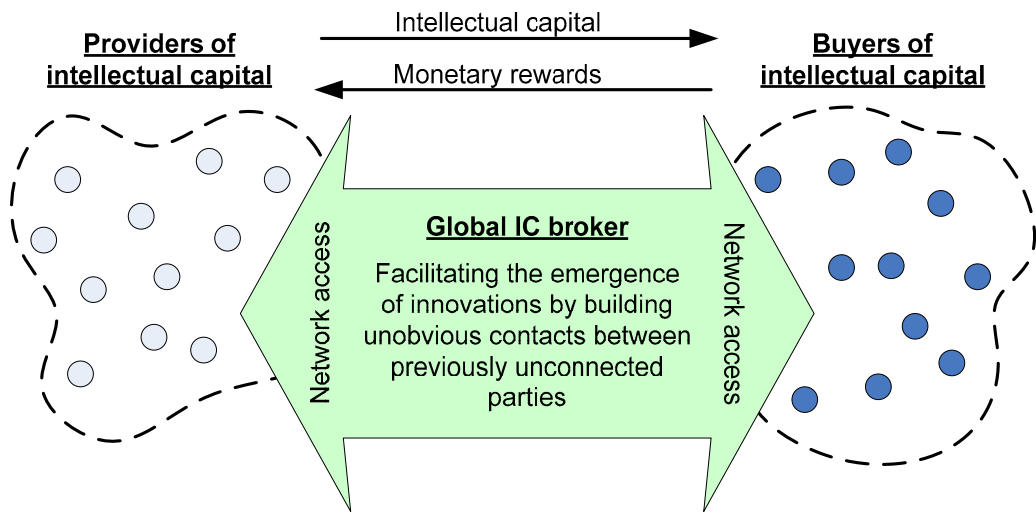 Providers of
intellectual capital
Intellectual capital
Monetary rewards
Buyers of
intellectual capital
Network access
Global IC broker
Facilitating the emergence
of innovations by building
unobvious contacts between
previously unconnected
parties
Network access